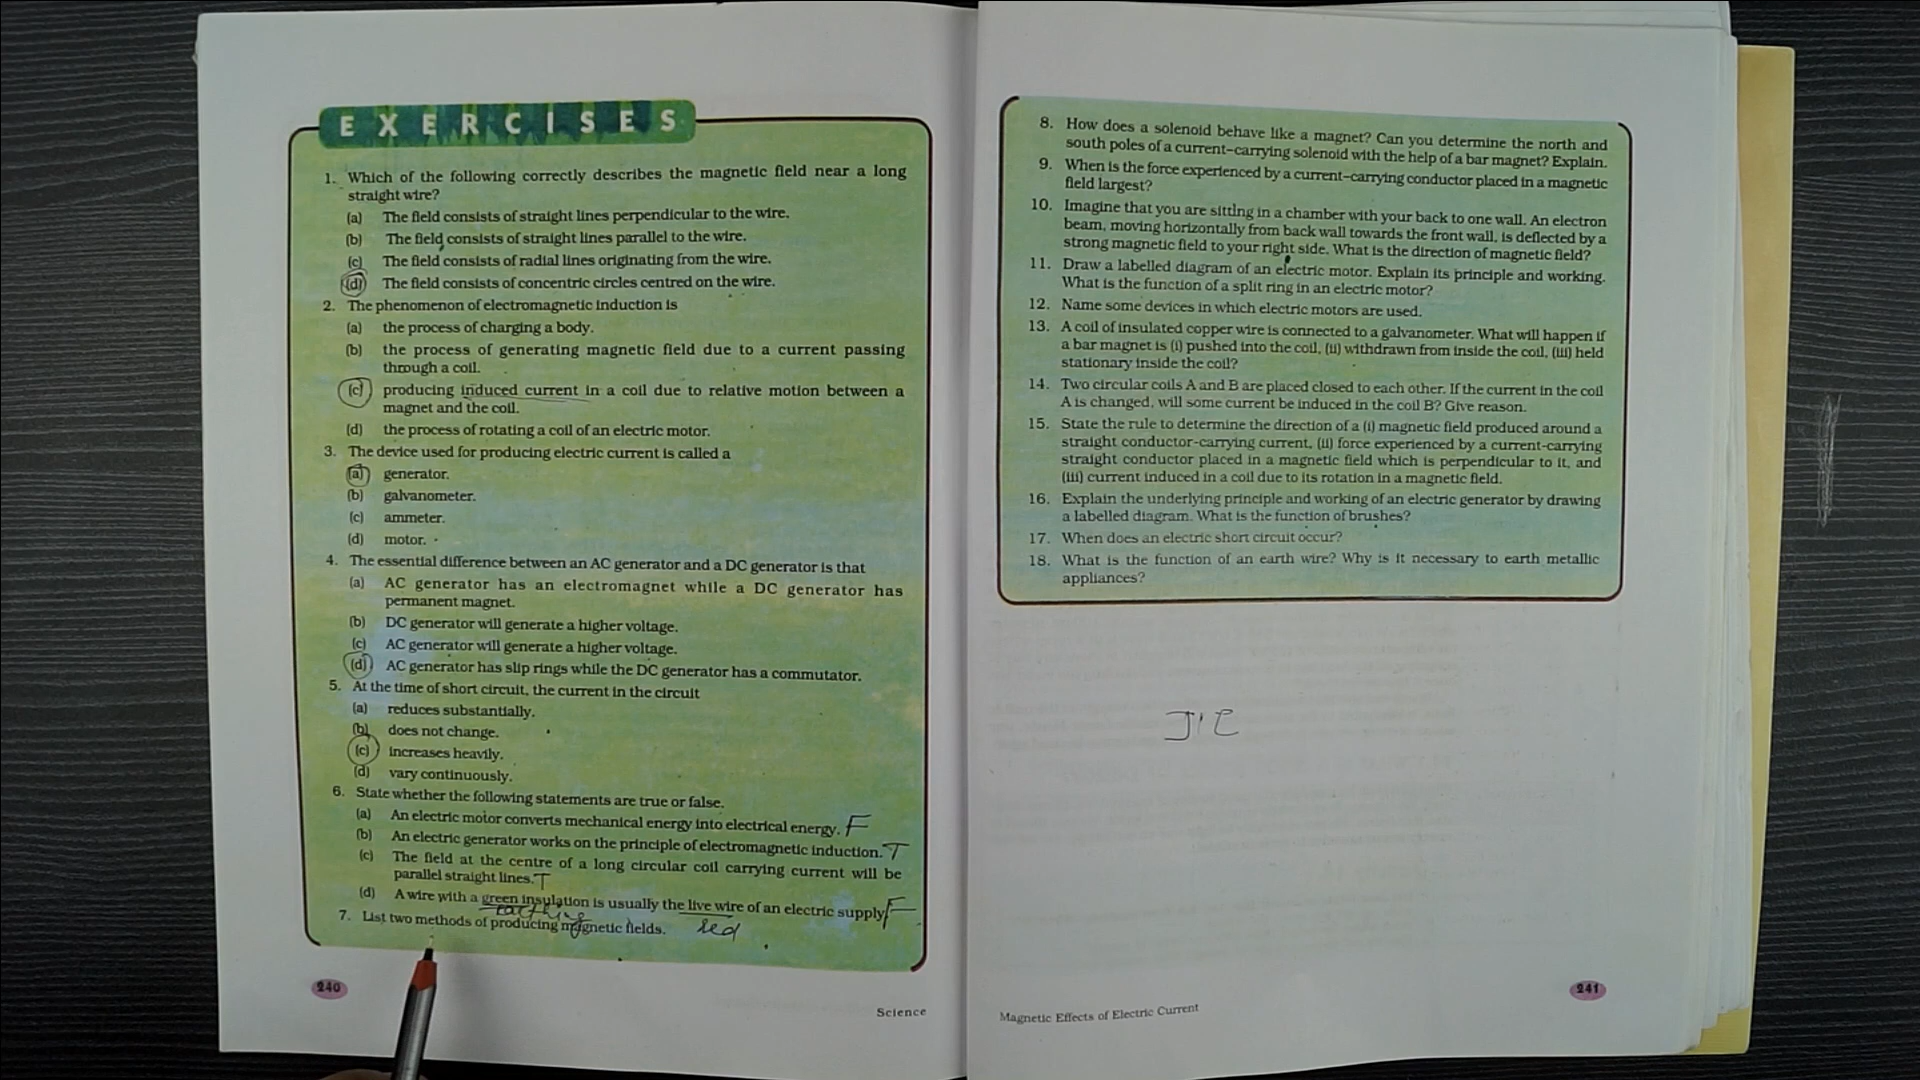 EXERCISES
1. Which of the following correctly describes the magnetic field near a long
straight wire?
(a) The field consists of straight lines perpendicular to the wire.
(b) The field consists of straight lines parallel to the wire.
(c) The field consists of radial lines originating from the wire.
(d) The field consists of concentric circles centred on the wire.
2. The phenomenon of electromagnetic induction is
(a) the process of charging a body.
(b) the process of generating magnetic field due to a current passing
through a coil.
(c) producing induced current in a coil due to relative motion between a
magnet and the coil.
(d) the process of rotating a coil of an electric motor.
3. The device used for producing electric current is called a
(a) generator.
(b) galvanometer.
(c) ammeter.
(d) motor.
4. The essential difference between an AC generator and a DC generator is that
(a) AC generator has an electromagnet while a DC generator has
permanent magnet.
(b) DC generator will generate a higher voltage.
(c) AC generator will generate a higher voltage.
(d) AC generator has slip rings while the DC generator has a commutator.
5. At the time of short circuit, the current in the circuit
(a) reduces substantially.
(b) does not change.
(c) increases heavily.
(d) vary continuously.
6. State whether the following statements are true or false.
(a) An electric motor converts mechanical energy into electrical energy. F
(b) An electric generator works on the principle of electromagnetic induction. T
(c) The field at the centre of a long circular coil carrying current will be
parallel straight lines. T
(d) A wire with a green insulation is usually the live wire of an electric supply F
earthing red
7. List two methods of producing magnetic fields.
240
Science
8. How does a solenoid behave like a magnet? Can you determine the north and
south poles of a current–carrying solenoid with the help of a bar magnet? Explain.
9. When is the force experienced by a current–carrying conductor placed in a magnetic
field largest?
10. Imagine that you are sitting in a chamber with your back to one wall. An electron
beam, moving horizontally from back wall towards the front wall, is deflected by a
strong magnetic field to your right side. What is the direction of magnetic field?
11. Draw a labelled diagram of an electric motor. Explain its principle and working.
What is the function of a split ring in an electric motor?
12. Name some devices in which electric motors are used.
13. A coil of insulated copper wire is connected to a galvanometer. What will happen if
a bar magnet is (i) pushed into the coil, (ii) withdrawn from inside the coil, (iii) held
stationary inside the coil?
14. Two circular coils A and B are placed closed to each other. If the current in the coil
A is changed, will some current be induced in the coil B? Give reason.
15. State the rule to determine the direction of a (i) magnetic field produced around a
straight conductor-carrying current, (ii) force experienced by a current-carrying
straight conductor placed in a magnetic field which is perpendicular to it, and
(iii) current induced in a coil due to its rotation in a magnetic field.
16. Explain the underlying principle and working of an electric generator by drawing
a labelled diagram. What is the function of brushes?
17. When does an electric short circuit occur?
18. What is the function of an earth wire? Why is it necessary to earth metallic
appliances?
241
Magnetic Effects of Electric Current